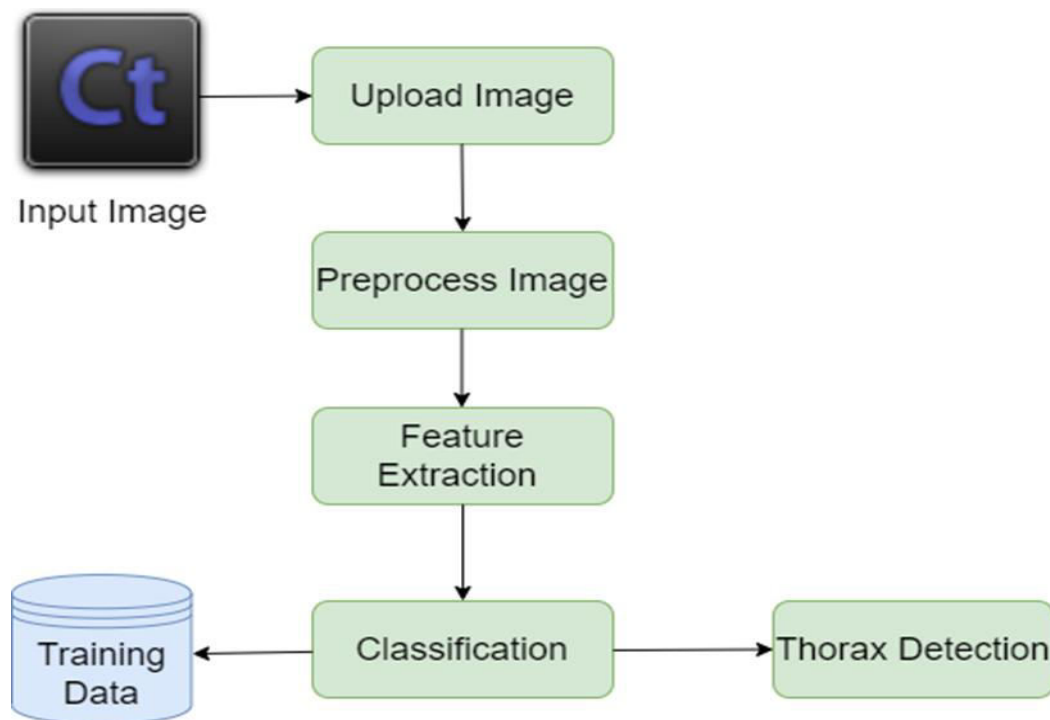 Ct
Input Image
Upload Image
Preprocess Image
Feature
Extraction
Classification
Training
Data
Thorax Detection